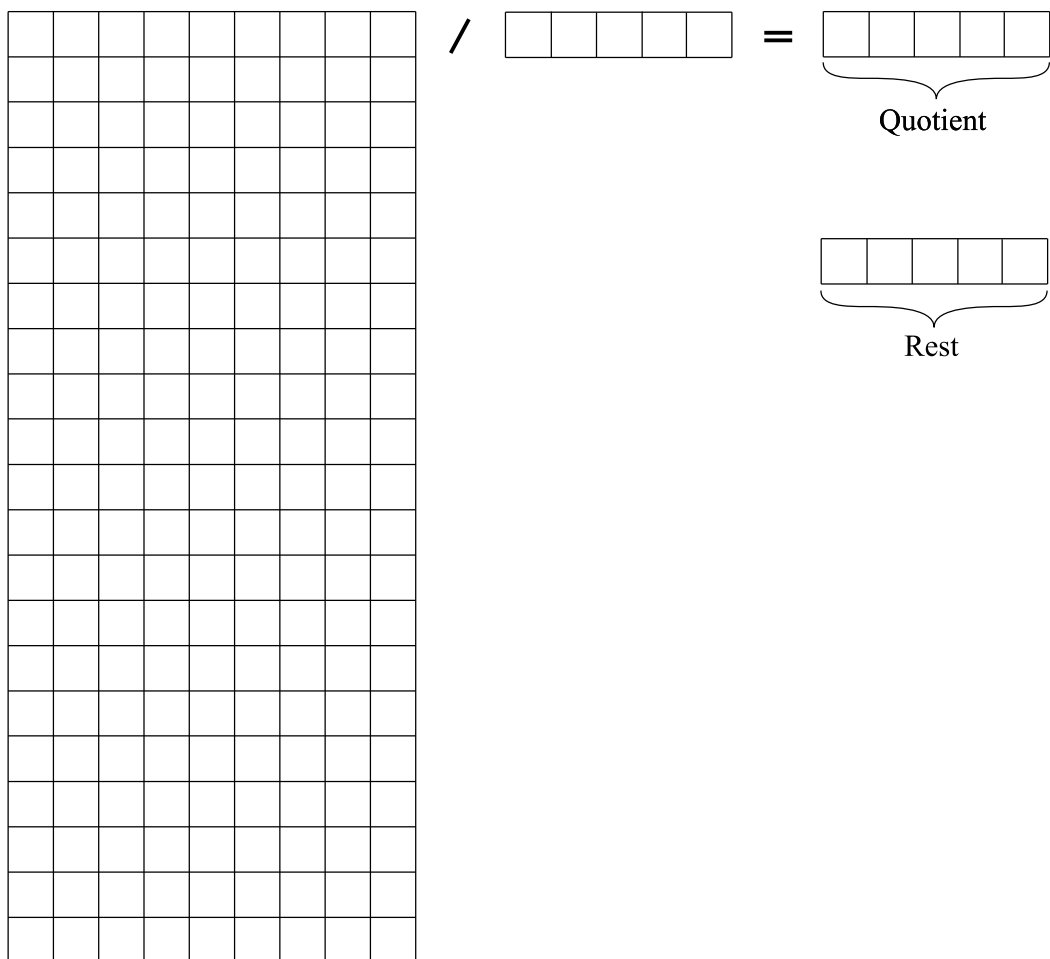 / =
Quotient
Rest